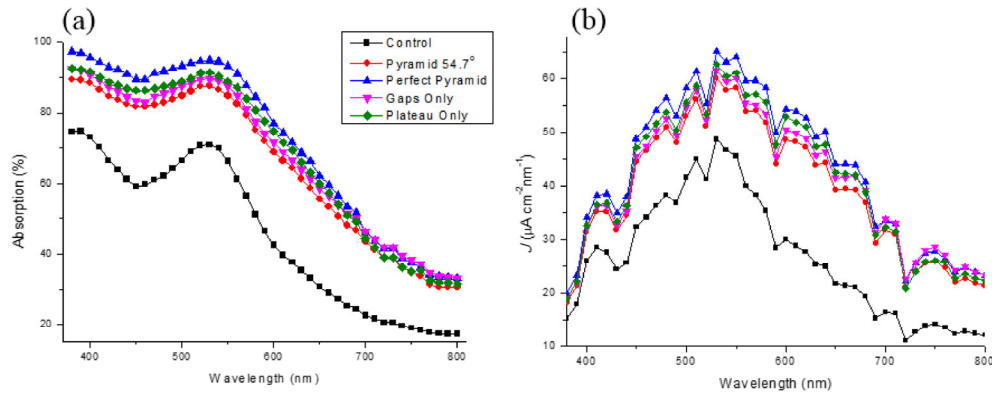 (a)
100
80
60
40
20
Absorption (%)
400
500
600
700
800
Wavelength (nm)
Control
Pyramid 54.7°
Perfect Pyramid
Gaps Only
Plateau Only
(b)
60
50
40
30
20
10
J (μA cm⁻²nm⁻¹)
400
500
600
700
800
Wavelength (nm)